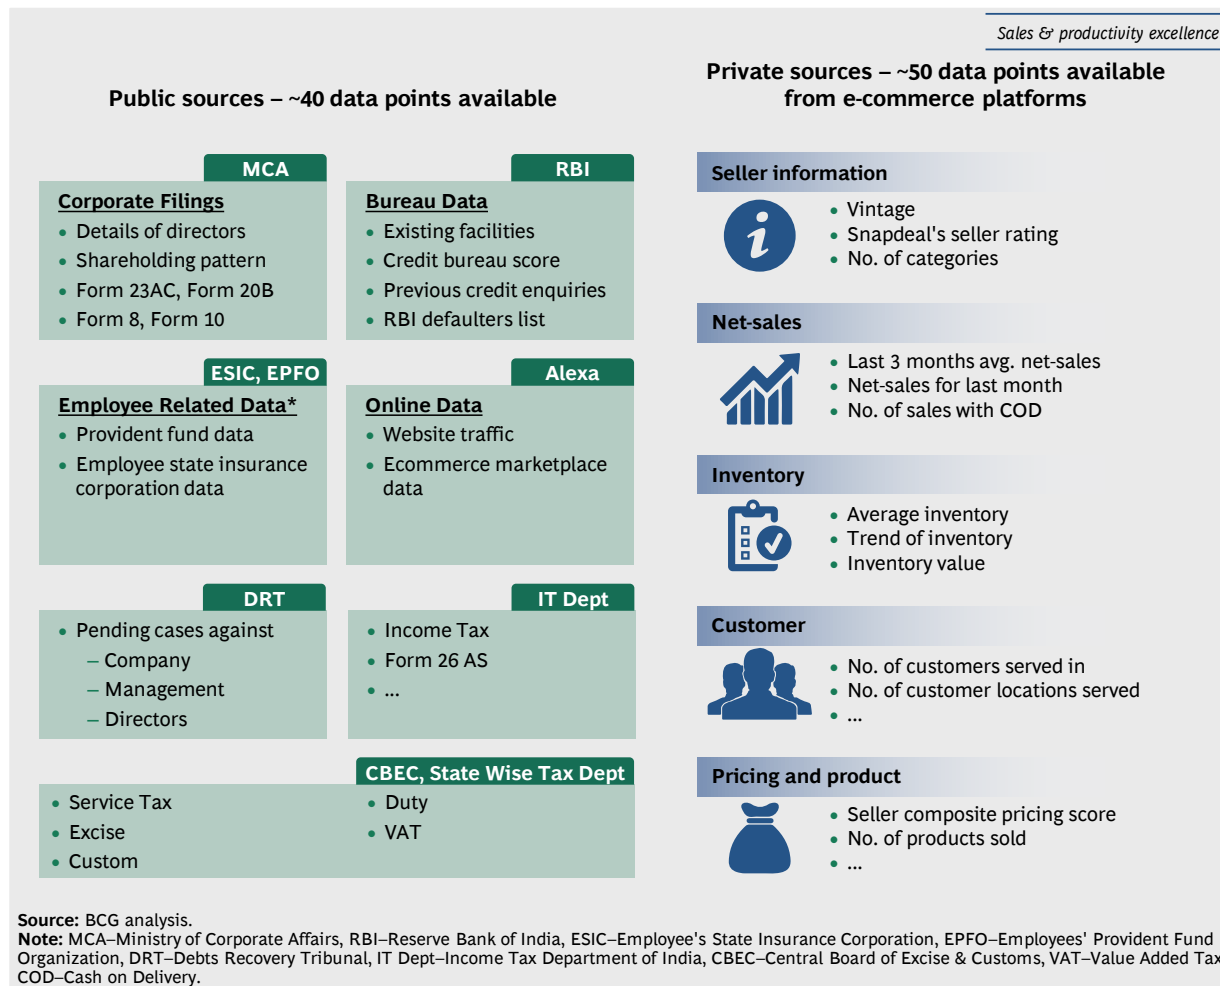 Sales & productivity excellence
Public sources – ~40 data points available
Private sources – ~50 data points available
from e-commerce platforms
MCA
Corporate Filings
• Details of directors
• Shareholding pattern
• Form 23AC, Form 20B
• Form 8, Form 10
RBI
Bureau Data
• Existing facilities
• Credit bureau score
• Previous credit enquiries
• RBI defaulters list
ESIC, EPFO
Employee Related Data*
• Provident fund data
• Employee state insurance
corporation data
Alexa
Online Data
• Website traffic
• Ecommerce marketplace
data
DRT
• Pending cases against
– Company
– Management
– Directors
IT Dept
• Income Tax
• Form 26 AS
• ...
CBEC, State Wise Tax Dept
• Service Tax
• Excise
• Custom
• Duty
• VAT
Seller information
• Vintage
• Snapdeal's seller rating
• No. of categories
Net-sales
• Last 3 months avg. net-sales
• Net-sales for last month
• No. of sales with COD
Inventory
• Average inventory
• Trend of inventory
• Inventory value
Customer
• No. of customers served in
• No. of customer locations served
• ...
Pricing and product
• Seller composite pricing score
• No. of products sold
• ...
Source: BCG analysis.
Note: MCA–Ministry of Corporate Affairs, RBI–Reserve Bank of India, ESIC–Employee's State Insurance Corporation, EPFO–Employees' Provident Fund
Organization, DRT–Debts Recovery Tribunal, IT Dept–Income Tax Department of India, CBEC–Central Board of Excise & Customs, VAT–Value Added Tax
COD–Cash on Delivery.